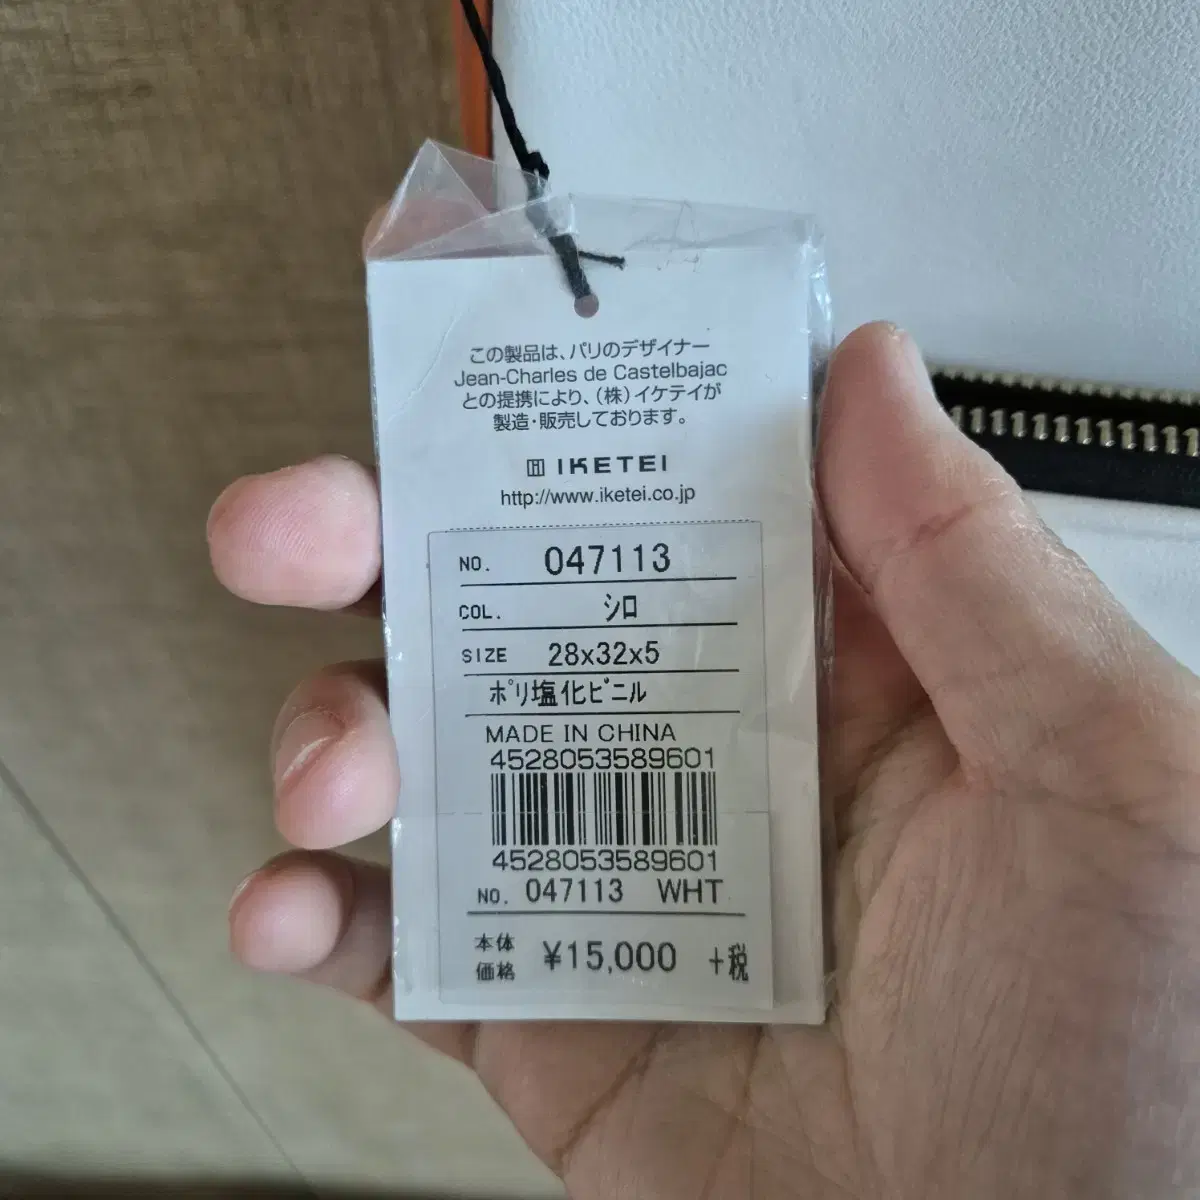 この製品は、パリのデザイナー
Jean-Charles de Castelbajac
との提携により、（株）イケテイが
製造・販売しております。
IKETEI
http://www.iketei.co.jp
NO. 047113
COL. シロ
SIZE 28x32x5
ポリ塩化ビニル
MADE IN CHINA
4528053589601
4528053589601
NO. 047113 WHT
本体価格 ¥15,000 +税